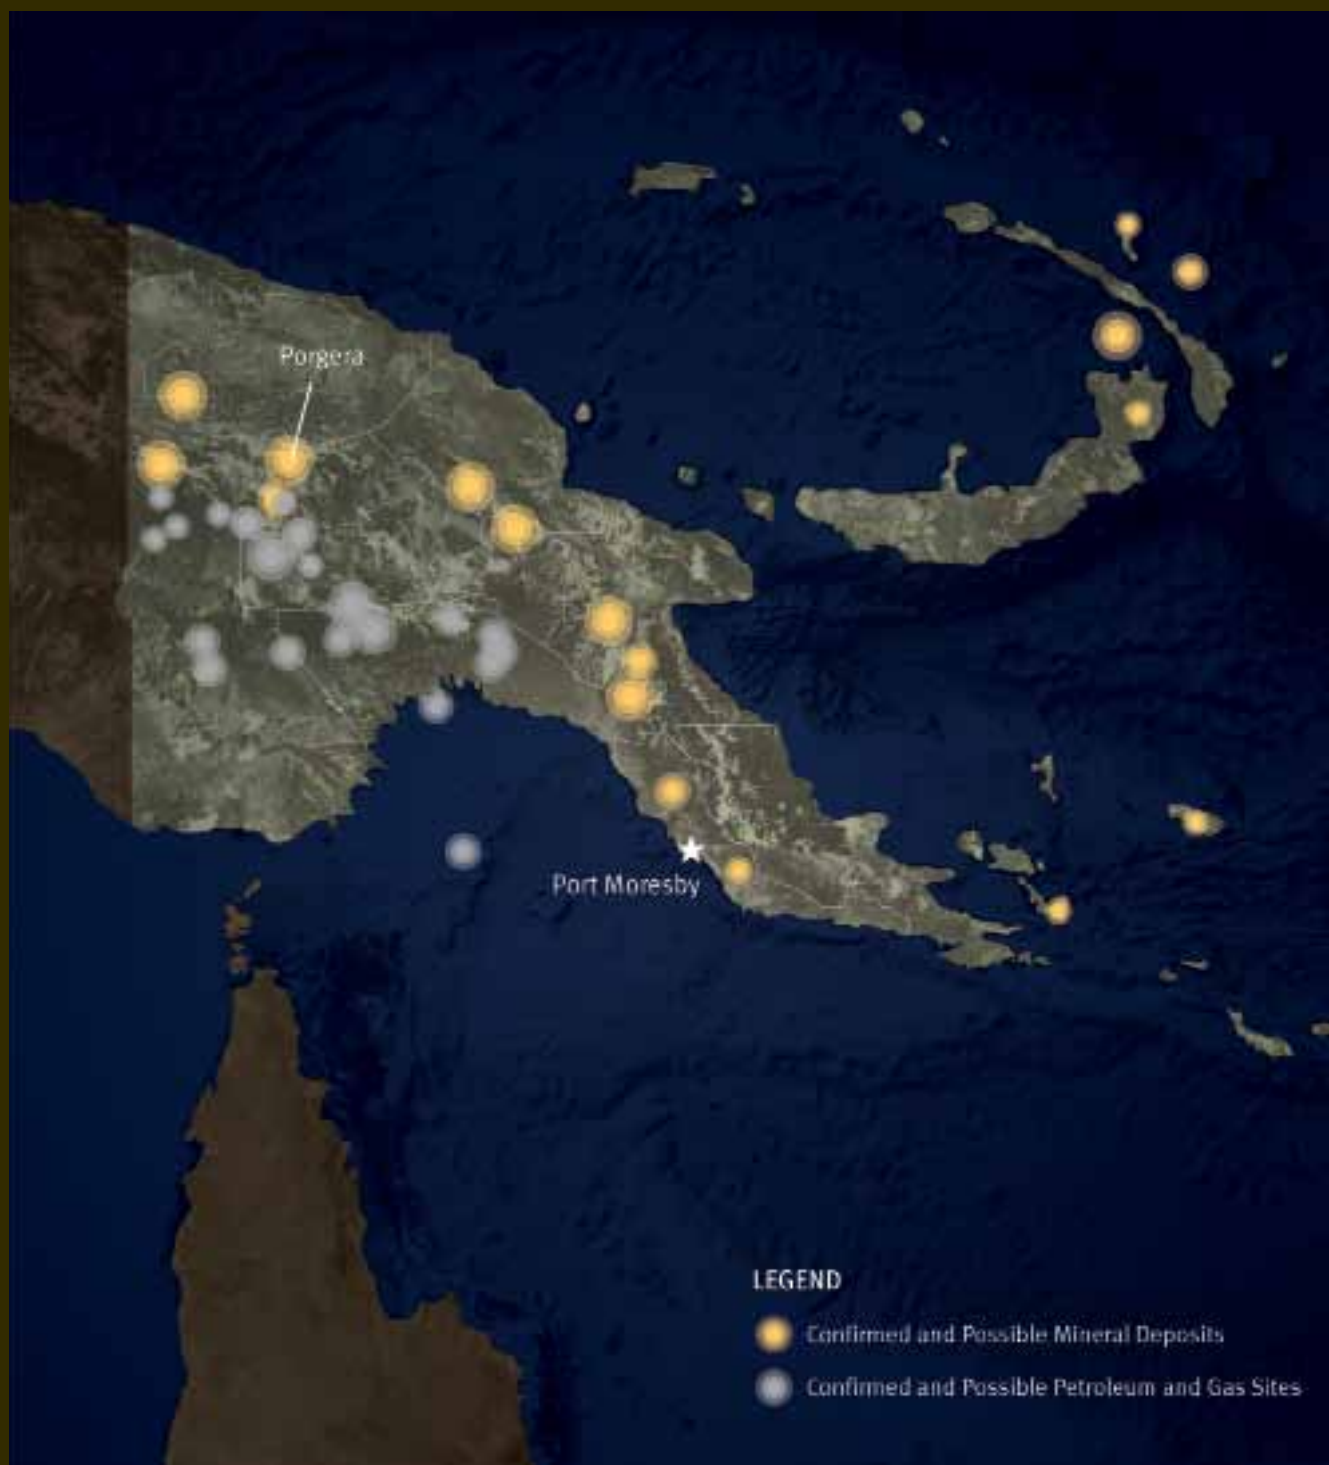 Porgera
Port Moresby
LEGEND
Confirmed and Possible Mineral Deposits
Confirmed and Possible Petroleum and Gas Sites